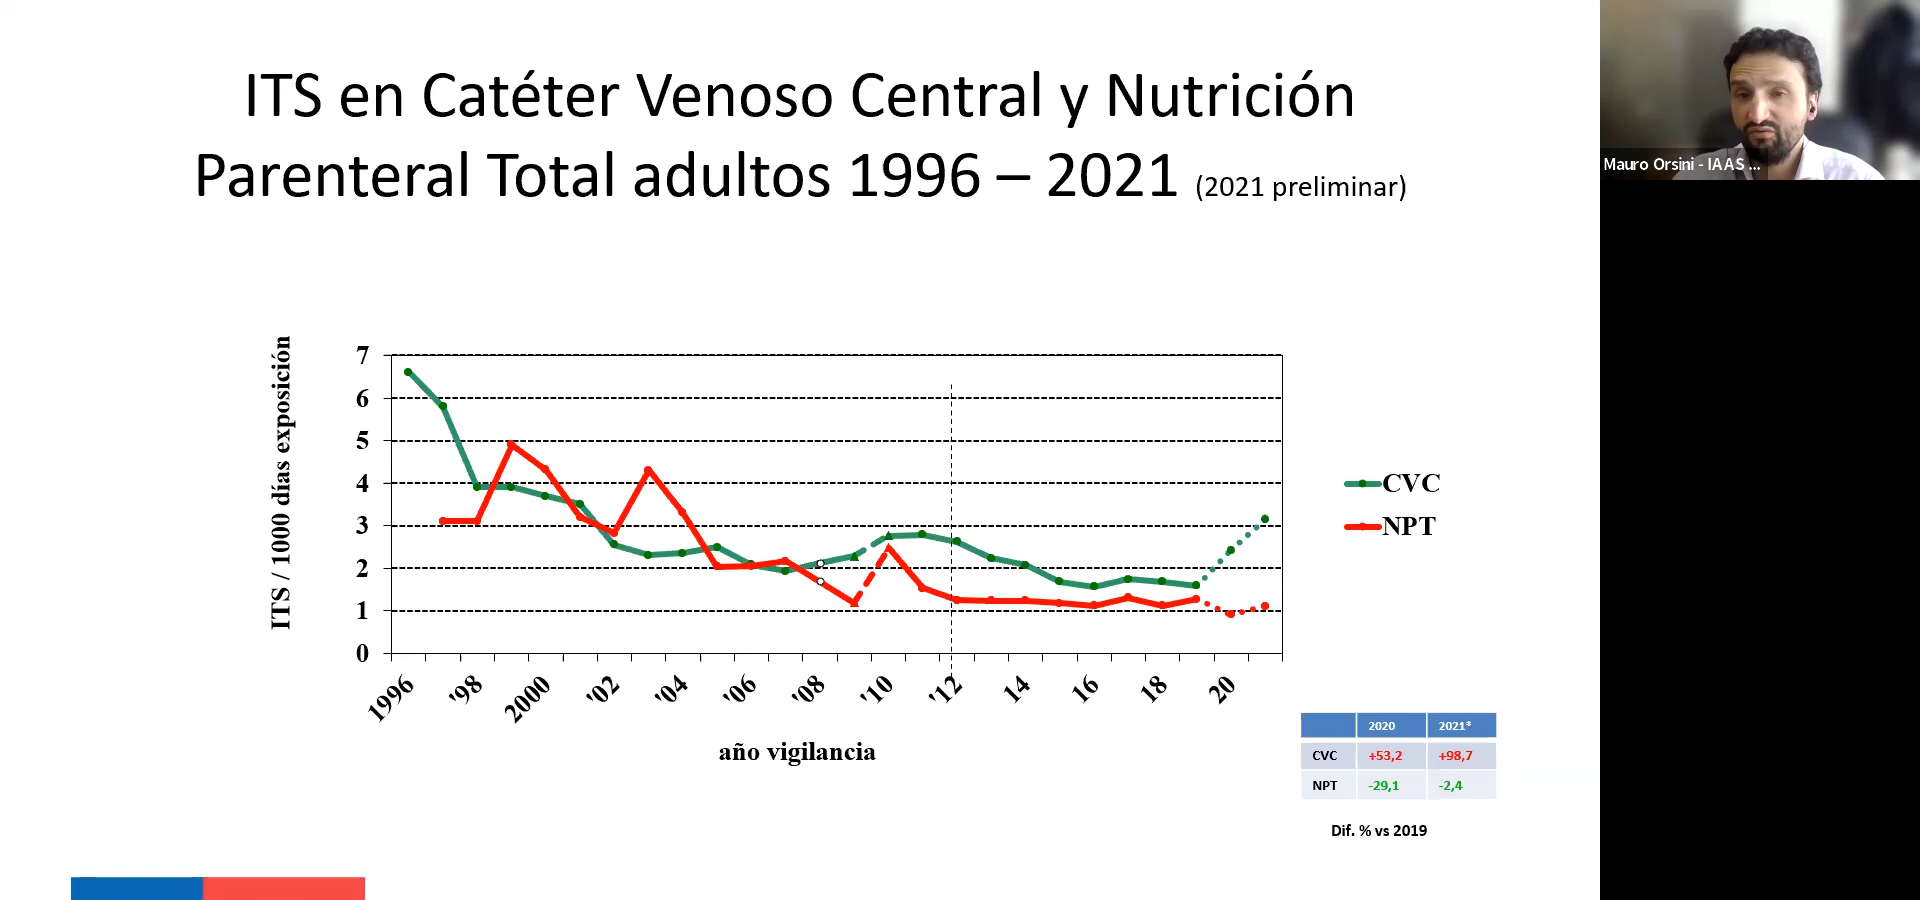 ITS en Catéter Venoso Central y Nutrición
Parenteral Total adultos 1996 – 2021 (2021 preliminar)
Mauro Orsini - IAAS ...
ITS / 1000 días exposición
7
6
5
4
3
2
1
0
1996
'98
2000
'02
'04
'06
'08
'10
'12
14
16
18
20
año vigilancia
CVC
NPT
2020 2021*
CVC +53,2 +98,7
NPT -29,1 -2,4
Dif. % vs 2019